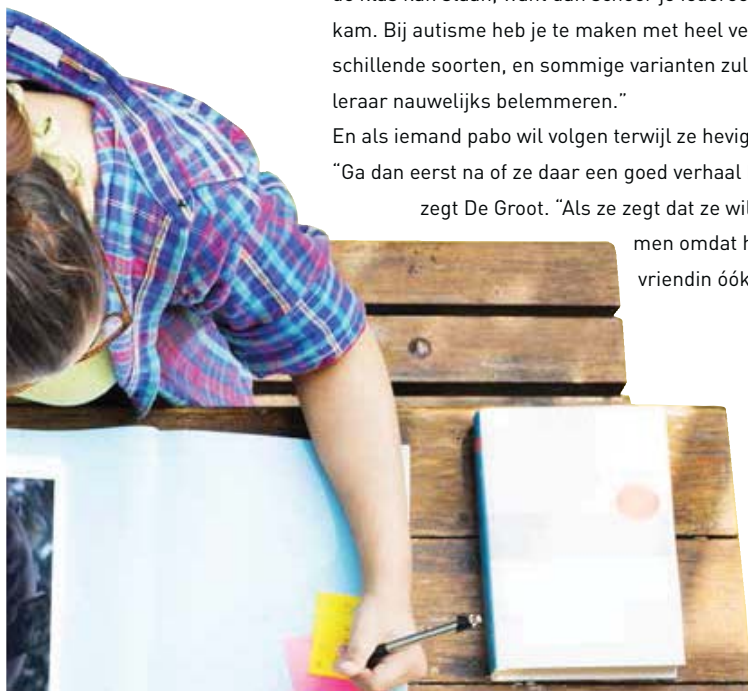 kam. Bij autisme heb je te maken met heel ve
schillende soorten, en sommige varianten zul
leraar nauwelijks belemmeren.”
En als iemand pabo wil volgen terwijl ze hevig
“Ga dan eerst na of ze daar een goed verhaal
zegt De Groot. “Als ze zegt dat ze wil
men omdat h
vriendin óók